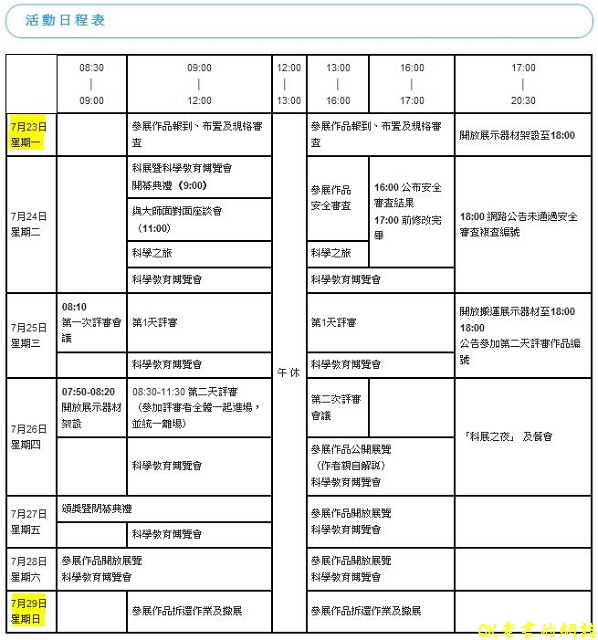 活動日程表
08:30
|
09:00
09:00
|
12:00
12:00
|
13:00
13:00
|
16:00
16:00
|
17:00
17:00
|
20:30
7月23日
星期一
參展作品報到、布置及規格審
查
參展作品報到、布置及規格審
查
開放展示器材架設至18:00
7月24日
星期二
科展暨科學教育博覽會
開幕典禮（9:00）
與大師面對面座談會
（11:00）
科學之旅
科學教育博覽會
參展作品
安全審查
16:00 公布安全
審查結果
17:00 前修改完
畢
科學之旅
科學教育博覽會
18:00 網路公告未通過安全
審查複查編號
7月25日
星期三
08:10
第一次評審會
議
第1天評審
科學教育博覽會
第1天評審
科學教育博覽會
開放搬運展示器材至18:00
18:00
公告參加第二天評審作品編
號
午休
7月26日
星期四
07:50-08:20
開放展示器材
架設
08:30-11:30 第二天評審
（參加評審者全體一起進場，
並統一離場）
科學教育博覽會
第二次評審
會議
參展作品公開展覽
（作者親自解說）
科學教育博覽會
「科展之夜」 及餐會
7月27日
星期五
頒獎暨閉幕典禮
科學教育博覽會
參展作品開放展覽
科學教育博覽會
7月28日
星期六
參展作品開放展覽
科學教育博覽會
參展作品開放展覽
科學教育博覽會
7月29日
星期日
參展作品拆還作業及撤展
參展作品拆還作業及撤展